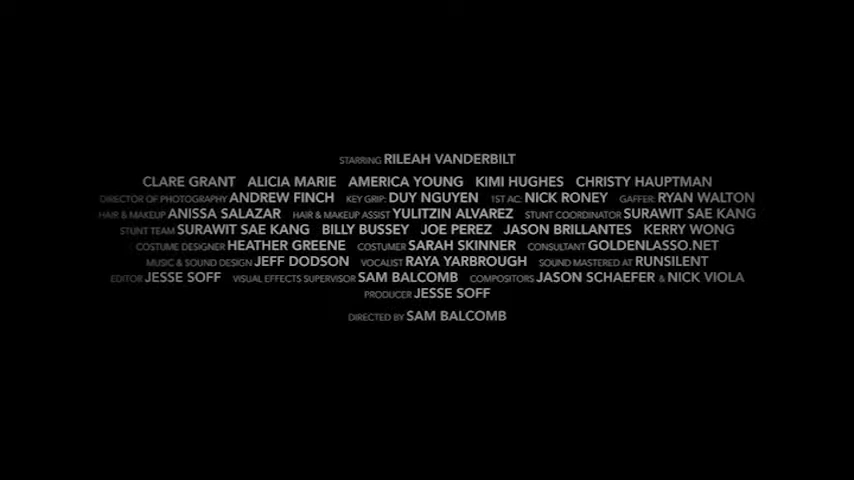 STARRING RILEAH VANDERBILT
CLARE GRANT ALICIA MARIE AMERICA YOUNG KIMI HUGHES CHRISTY HAUPTMAN
DIRECTOR OF PHOTOGRAPHY ANDREW FINCH KEY GRIP: DUY NGUYEN 1ST AC: NICK RONEY GAFFER: RYAN WALTON
HAIR & MAKEUP ANISSA SALAZAR HAIR & MAKEUP ASSIST YULITZIN ALVAREZ STUNT COORDINATOR SURAWIT SAE KANG
STUNT TEAM SURAWIT SAE KANG BILLY BUSSEY JOE PEREZ JASON BRILLANTES KERRY WONG
COSTUME DESIGNER HEATHER GREENE COSTUMER SARAH SKINNER CONSULTANT GOLDENLASSO.NET
MUSIC & SOUND DESIGN JEFF DODSON VOCALIST RAYA YARBROUGH SOUND MASTERED AT RUNSILENT
EDITOR JESSE SOFF VISUAL EFFECTS SUPERVISOR SAM BALCOMB COMPOSITORS JASON SCHAEFER & NICK VIOLA
PRODUCER JESSE SOFF
DIRECTED BY SAM BALCOMB